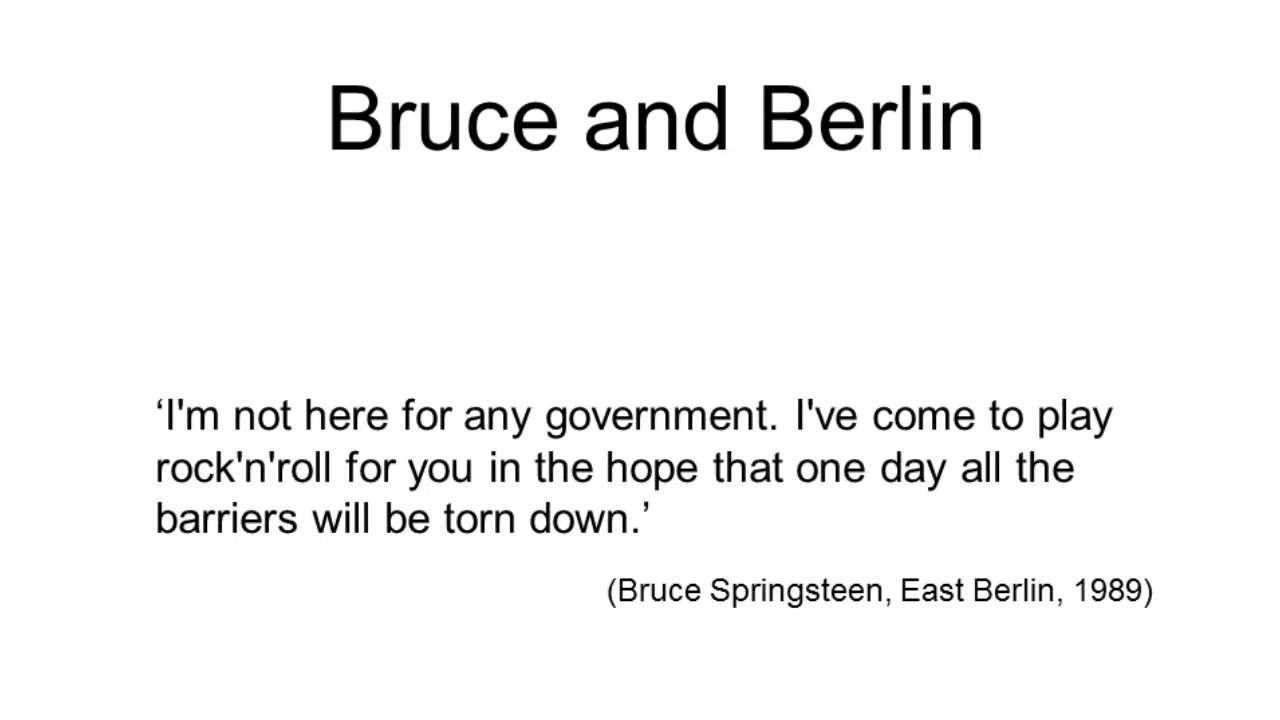 Bruce and Berlin
‘I'm not here for any government. I've come to play
rock'n'roll for you in the hope that one day all the
barriers will be torn down.’
(Bruce Springsteen, East Berlin, 1989)